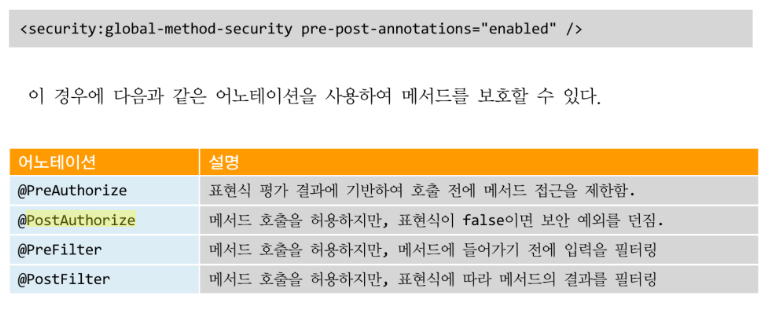 <security:global-method-security pre-post-annotations="enabled" />
이 경우에 다음과 같은 어노테이션을 사용하여 메서드를 보호할 수 있다.
어노테이션 설명
@PreAuthorize 표현식 평가 결과에 기반하여 호출 전에 메서드 접근을 제한함.
@PostAuthorize 메서드 호출을 허용하지만, 표현식이 false이면 보안 예외를 던짐.
@PreFilter 메서드 호출을 허용하지만, 메서드에 들어가기 전에 입력을 필터링
@PostFilter 메서드 호출을 허용하지만, 표현식에 따라 메서드의 결과를 필터링